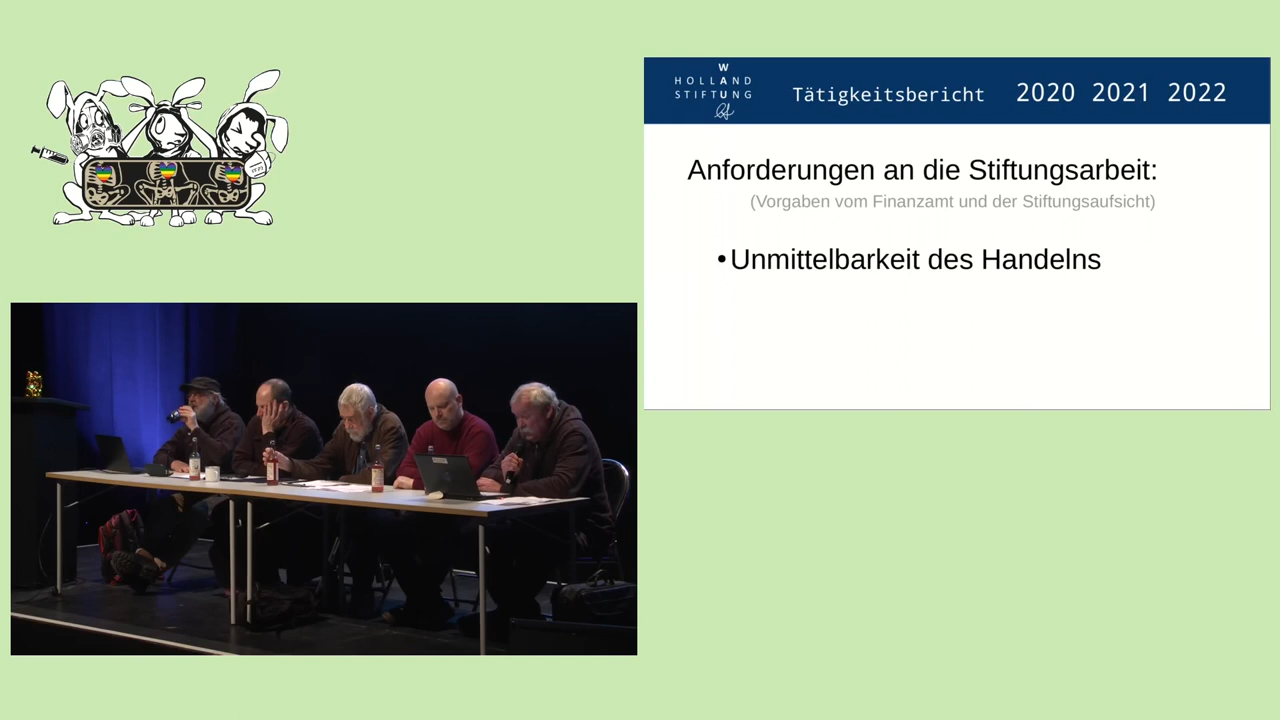 W
HOLLAND
STIFTUNG
Tätigkeitsbericht 2020 2021 2022
Anforderungen an die Stiftungsarbeit:
(Vorgaben vom Finanzamt und der Stiftungsaufsicht)
•Unmittelbarkeit des Handelns